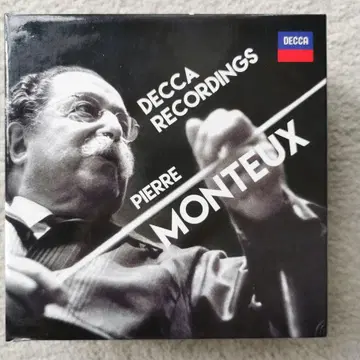 DECCA
DECCA
RECORDINGS
PIERRE
MONTEUX